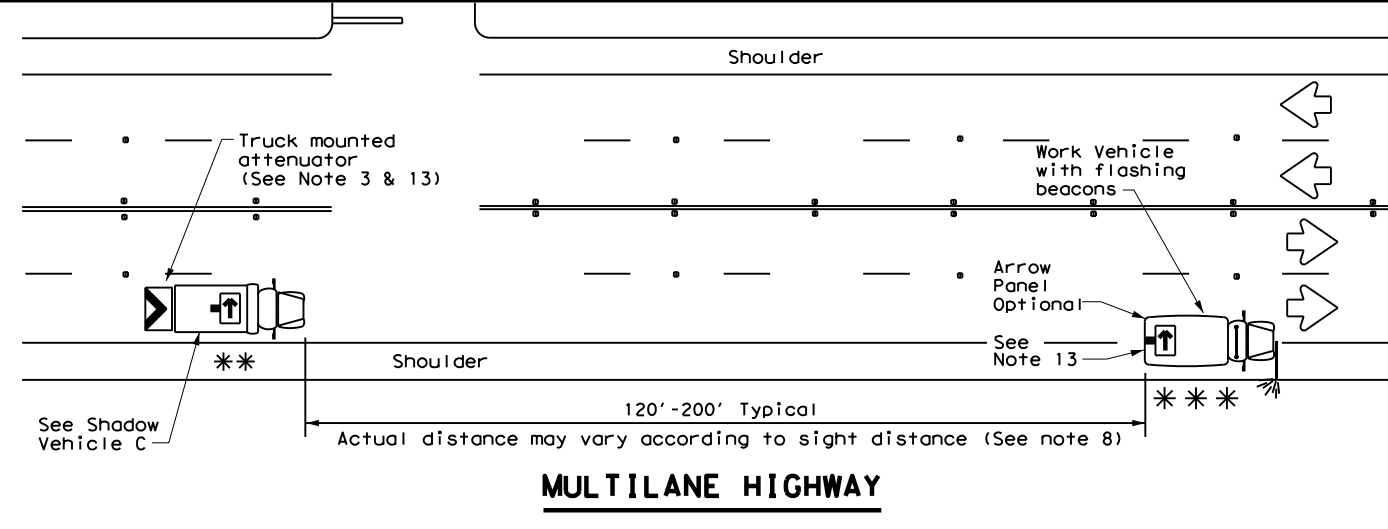 Shoulder
Truck mounted
attenuator
(See Note 3 & 13)
Work Vehicle
with flashing
beacons
Arrow
Panel
Optional
See
Note 13
**
Shoulder
***
See Shadow
Vehicle C
120'-200' Typical
Actual distance may vary according to sight distance (See note 8)
MULTILANE HIGHWAY